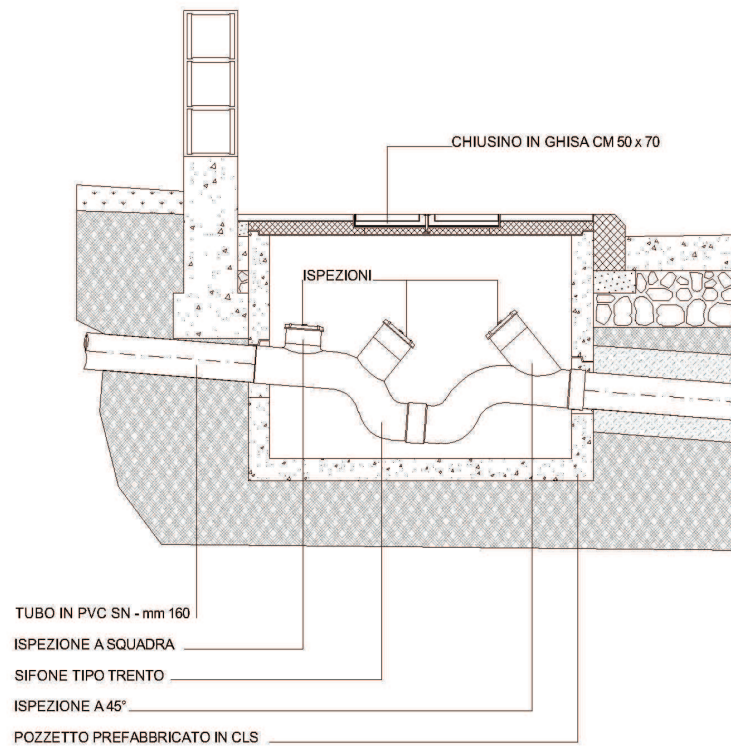 CHIUSINO IN GHISA CM 50 x 70
ISPEZIONI
TUBO IN PVC SN - mm 160
ISPEZIONE A SQUADRA
SIFONE TIPO TRENTO
ISPEZIONE A 45°
POZZETTO PREFABBRICATO IN CLS